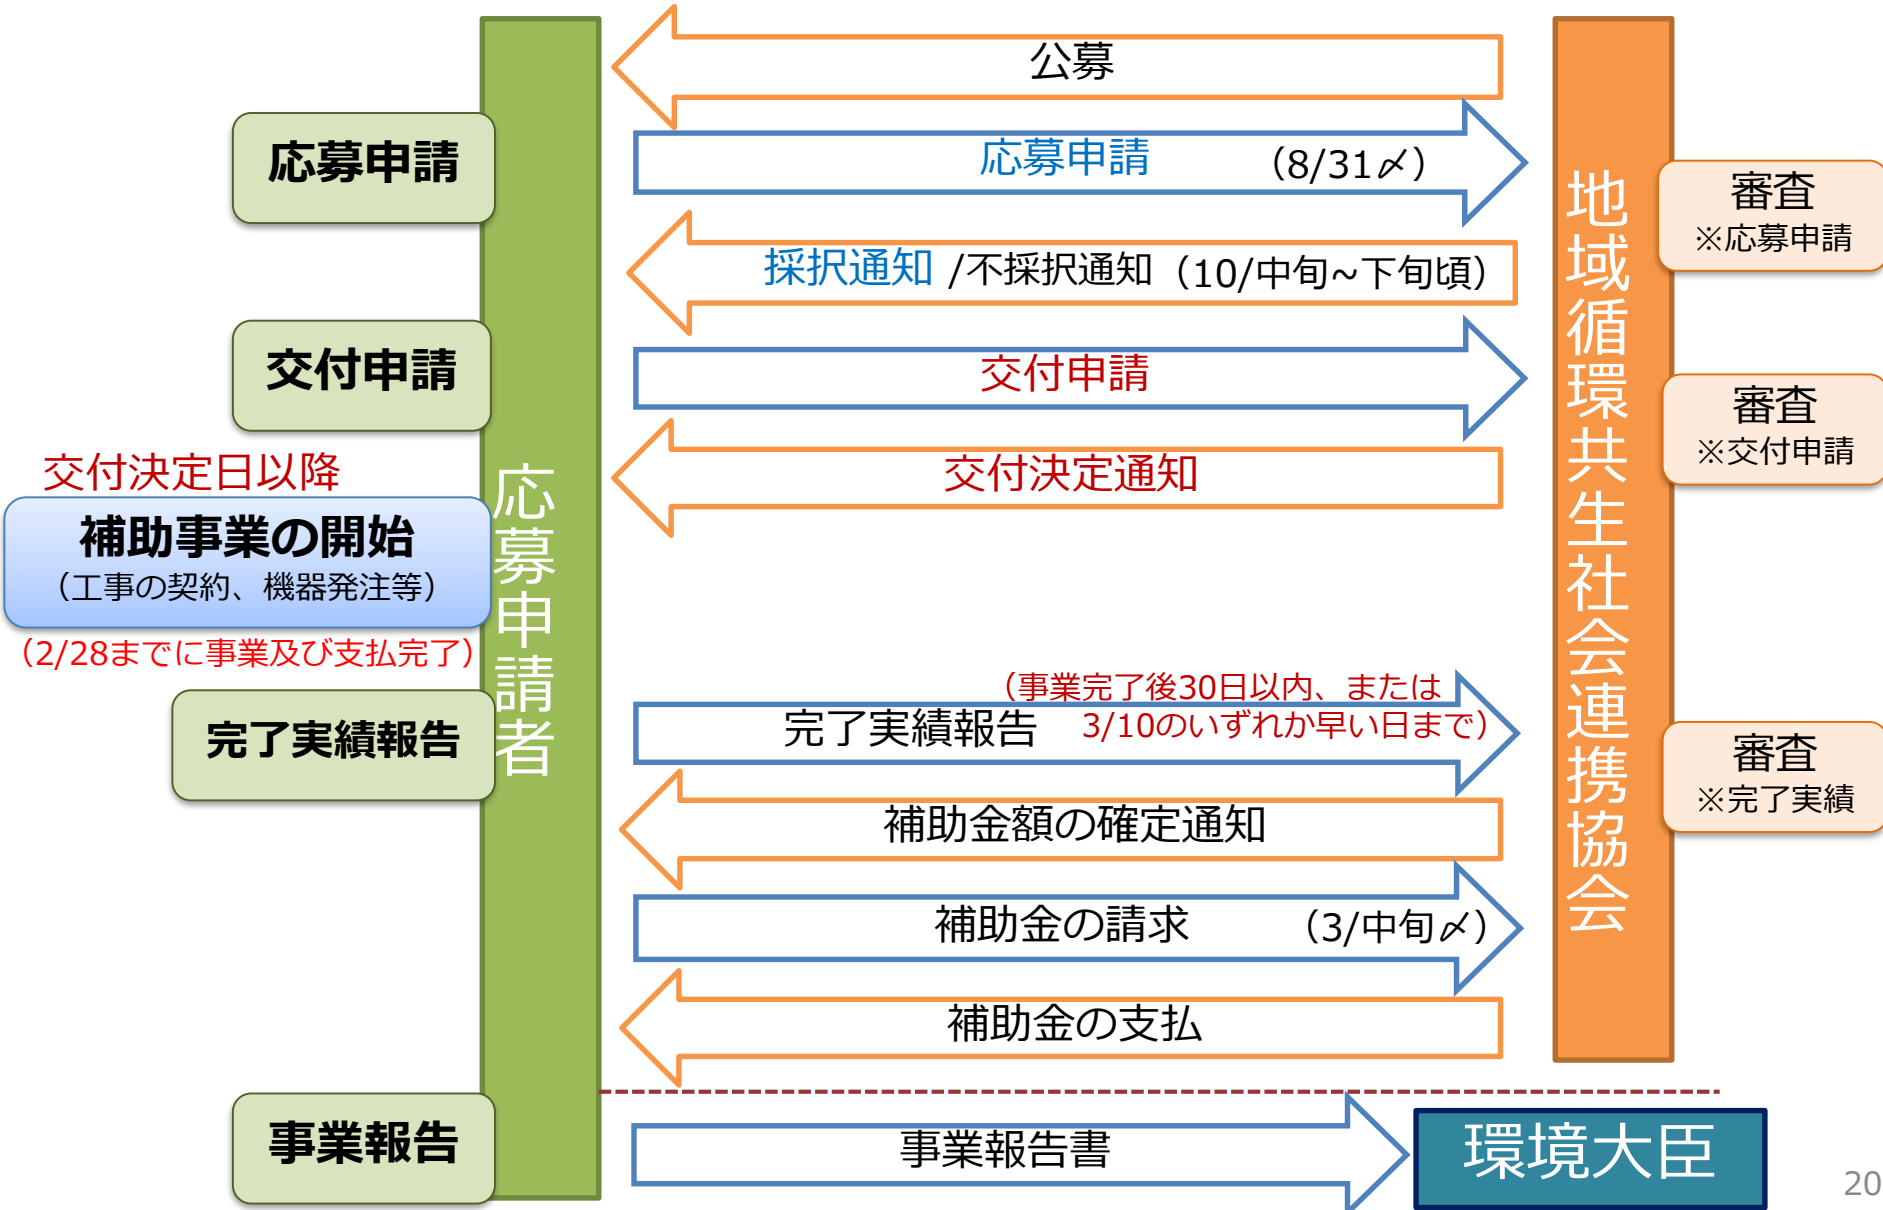 公募
応募申請
応募申請 （8/31〆）
審査
※応募申請
採択通知 /不採択通知（10/中旬~下旬頃）
交付申請
交付申請
審査
※交付申請
交付決定通知
交付決定日以降
補助事業の開始
（工事の契約、機器発注等）
（2/28までに事業及び支払完了）
応募申請者
地域循環共生社会連携協会
完了実績報告
（事業完了後30日以内、または
完了実績報告 3/10のいずれか早い日まで）
審査
※完了実績
補助金額の確定通知
補助金の請求 （3/中旬〆）
補助金の支払
事業報告
事業報告書
環境大臣
20